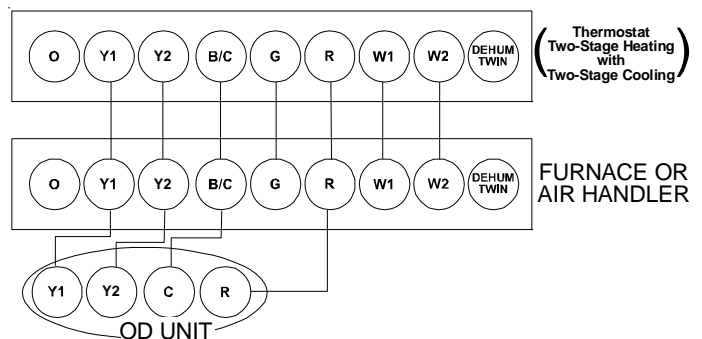 O Y1 Y2 B/C G R W1 W2 DEHUM
TWIN
( Thermostat
Two-Stage Heating
with
Two-Stage Cooling )
O Y1 Y2 B/C G R W1 W2 DEHUM
TWIN
FURNACE OR
AIR HANDLER
Y1 Y2 C R
OD UNIT